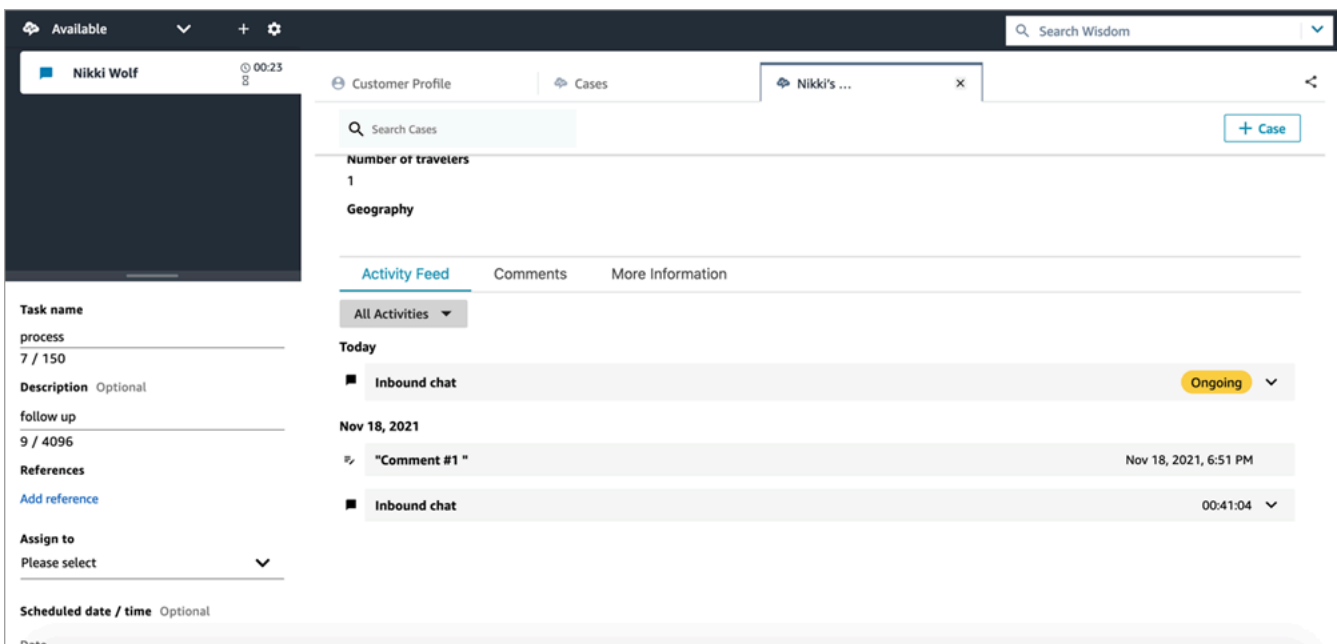 Available
Search Wisdom
Nikki Wolf
00:23
Customer Profile
Cases
Nikki's ...
Search Cases
+ Case
Number of travelers
1
Geography
Activity Feed
Comments
More Information
All Activities
Today
Inbound chat
Ongoing
Nov 18, 2021
"Comment #1 "
Nov 18, 2021, 6:51 PM
Inbound chat
00:41:04
Task name
process
7 / 150
Description Optional
follow up
9 / 4096
References
Add reference
Assign to
Please select
Scheduled date / time Optional
Date